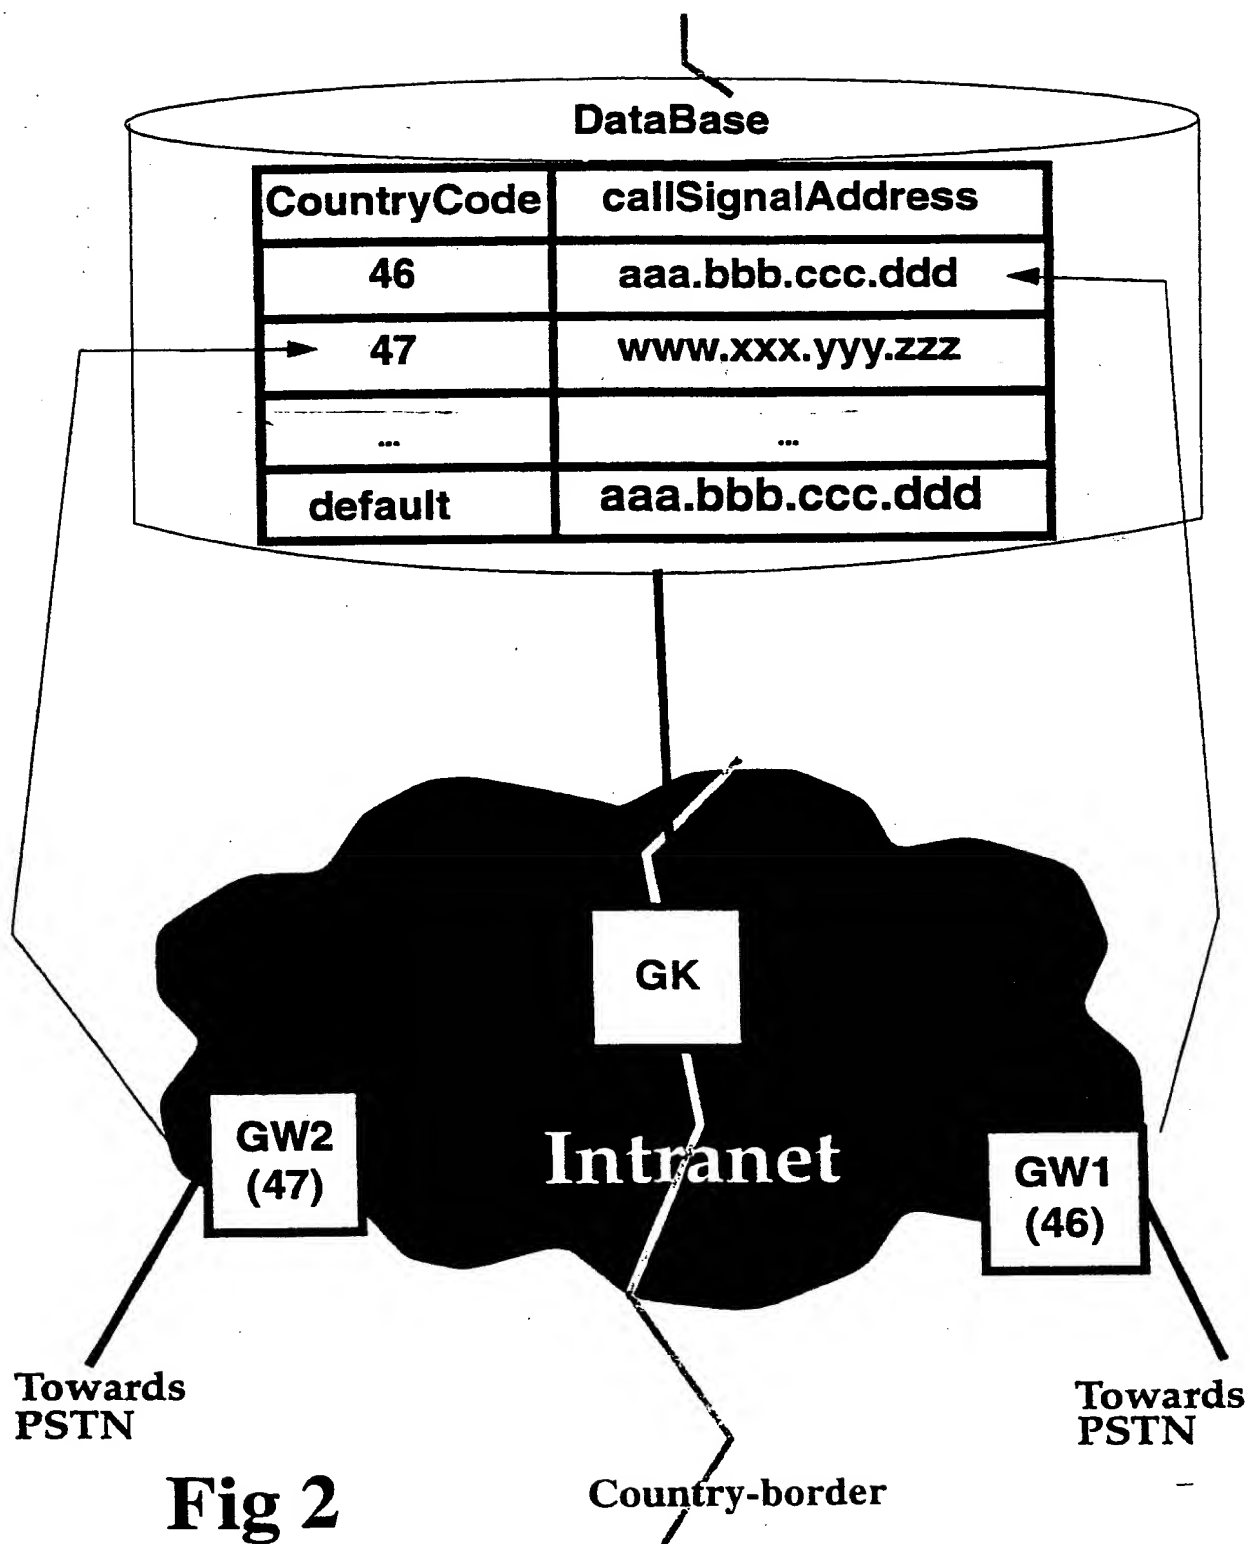 DataBase
CountryCode callSignalAddress
46 aaa.bbb.ccc.ddd
47 www.xxx.yyy.zzz
... ...
default aaa.bbb.ccc.ddd
GK
GW2
(47)
Intranet
GW1
(46)
Towards
PSTN
Towards
PSTN
Country-border
Fig 2